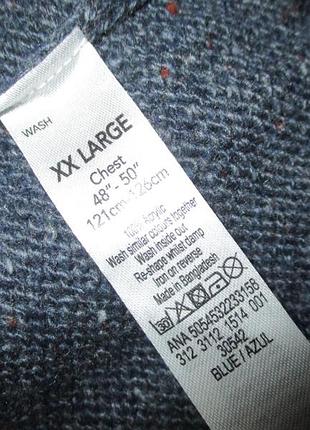 WASH
XX LARGE
Chest
48"-50"
121cm-126cm
100% Acrylic
Wash similar colours together
Wash inside out
Re-shape whilst damp
Iron on reverse
Made in Bangladesh
ANA 5054532233156
312 3112 1514 001
30542
BLUE / AZUL